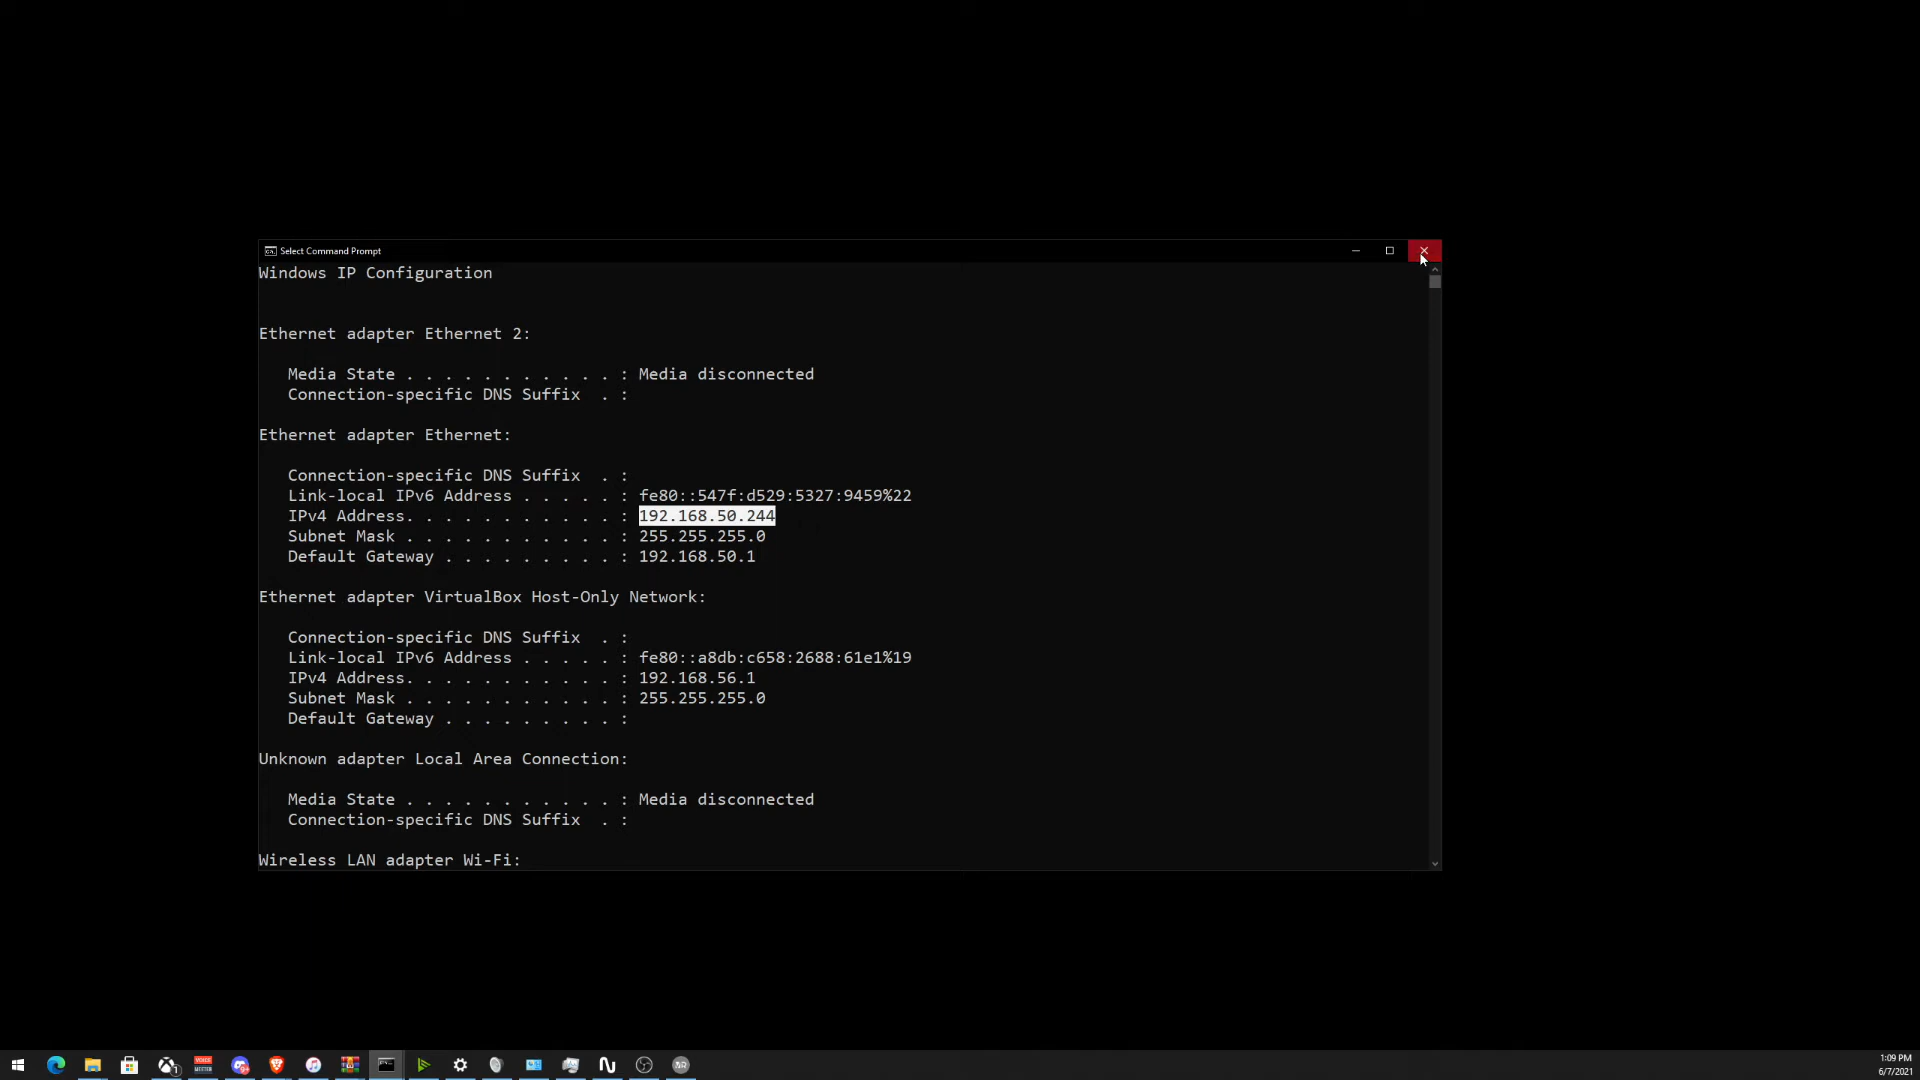 Select Command Prompt
Windows IP Configuration
Ethernet adapter Ethernet 2:
Media State . . . . . . . . . . . : Media disconnected
Connection-specific DNS Suffix  . :
Ethernet adapter Ethernet:
Connection-specific DNS Suffix  . :
Link-local IPv6 Address . . . . . : fe80::547f:d529:5327:9459%22
IPv4 Address. . . . . . . . . . . : 192.168.50.244
Subnet Mask . . . . . . . . . . . : 255.255.255.0
Default Gateway . . . . . . . . . : 192.168.50.1
Ethernet adapter VirtualBox Host-Only Network:
Connection-specific DNS Suffix  . :
Link-local IPv6 Address . . . . . : fe80::a8db:c658:2688:61e1%19
IPv4 Address. . . . . . . . . . . : 192.168.56.1
Subnet Mask . . . . . . . . . . . : 255.255.255.0
Default Gateway . . . . . . . . . :
Unknown adapter Local Area Connection:
Media State . . . . . . . . . . . : Media disconnected
Connection-specific DNS Suffix  . :
Wireless LAN adapter Wi-Fi:
1:09 PM
6/7/2021